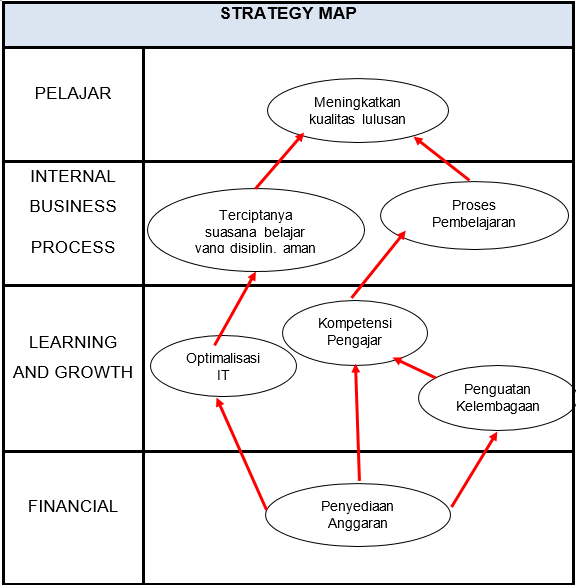 STRATEGY MAP
PELAJAR
Meningkatkan
kualitas lulusan
INTERNAL
BUSINESS
PROCESS
Terciptanya
suasana belajar
yang disiplin, aman
Proses
Pembelajaran
LEARNING
AND GROWTH
Kompetensi
Pengajar
Optimalisasi
IT
Penguatan
Kelembagaan
FINANCIAL
Penyediaan
Anggaran